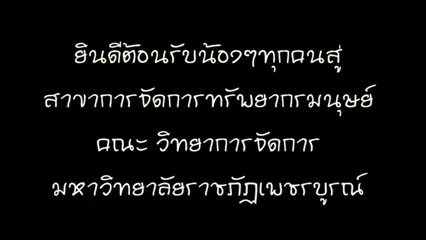 ยินดีต้อนรับน้องๆทุกคนสู่
สาขาการจัดการทรัพยากรมนุษย์
คณะ วิทยาการจัดการ
มหาวิทยาลัยราชภัฏเพชรบูรณ์